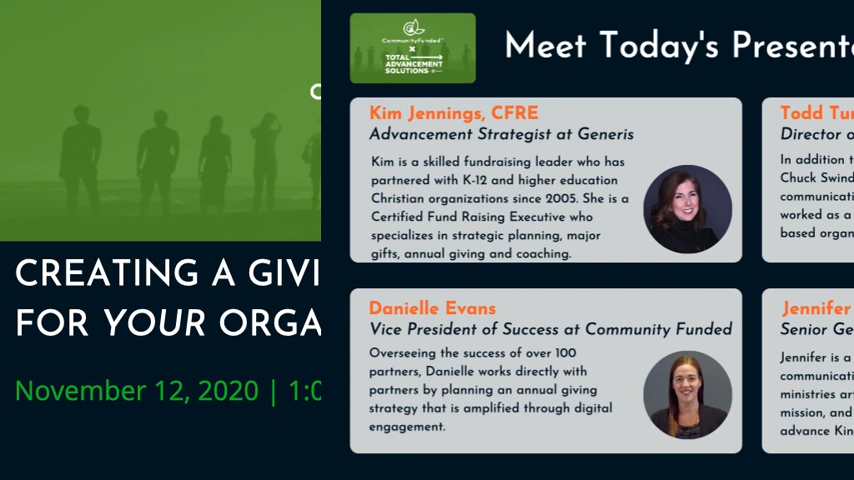 CREATING A GIVI
FOR YOUR ORGA
November 12, 2020 | 1:0
CommunityFunded
x
TOTAL
ADVANCEMENT
SOLUTIONS
Meet Today's Presente
Kim Jennings, CFRE
Advancement Strategist at Generis
Kim is a skilled fundraising leader who has
partnered with K-12 and higher education
Christian organizations since 2005. She is a
Certified Fund Raising Executive who
specializes in strategic planning, major
gifts, annual giving and coaching.
Todd Tur
Director o
In addition t
Chuck Swind
communicati
worked as a
based organ
Danielle Evans
Vice President of Success at Community Funded
Overseeing the success of over 100
partners, Danielle works directly with
partners by planning an annual giving
strategy that is amplified through digital
engagement.
Jennifer
Senior Ge
Jennifer is a
communicati
ministries art
mission, and
advance Kin